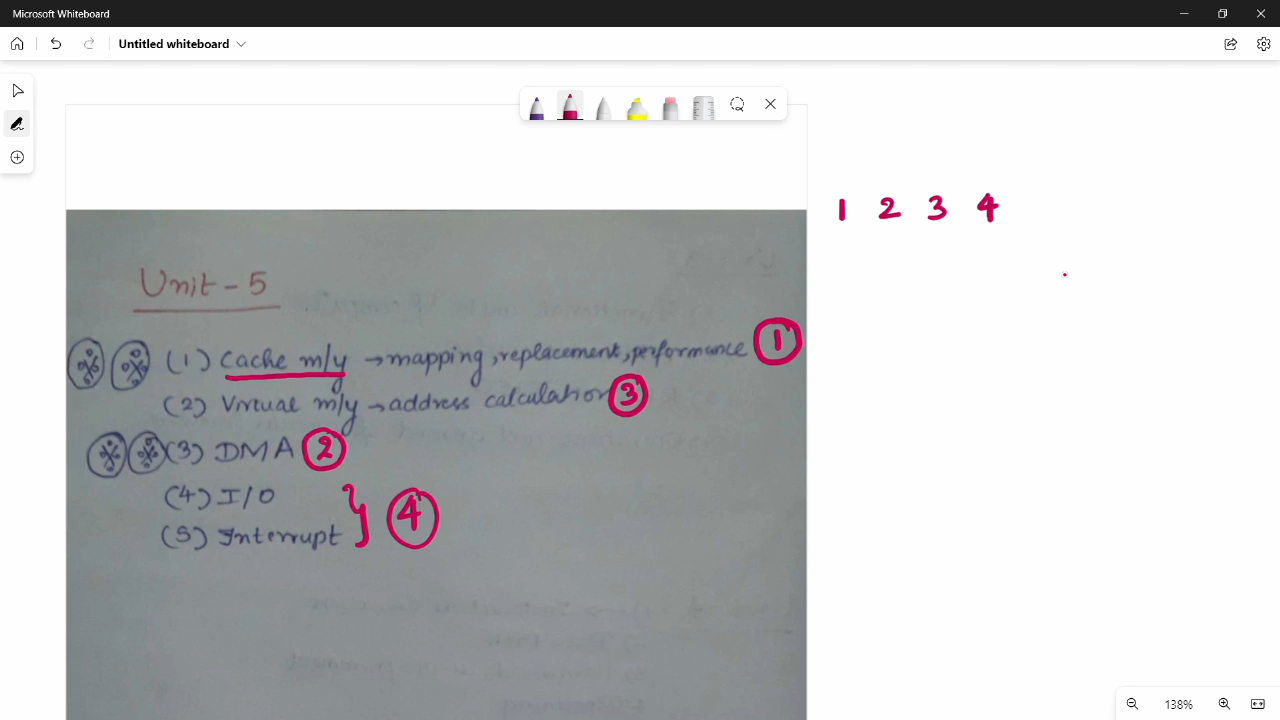 Microsoft Whiteboard
Untitled whiteboard
1 2 3 4
Unit - 5
(1) Cache m/y → mapping, replacement, performance 1
(2) Virtual m/y → address calculation 3
(3) DMA 2
(4) I/O
(5) Interrupt } 4
138%